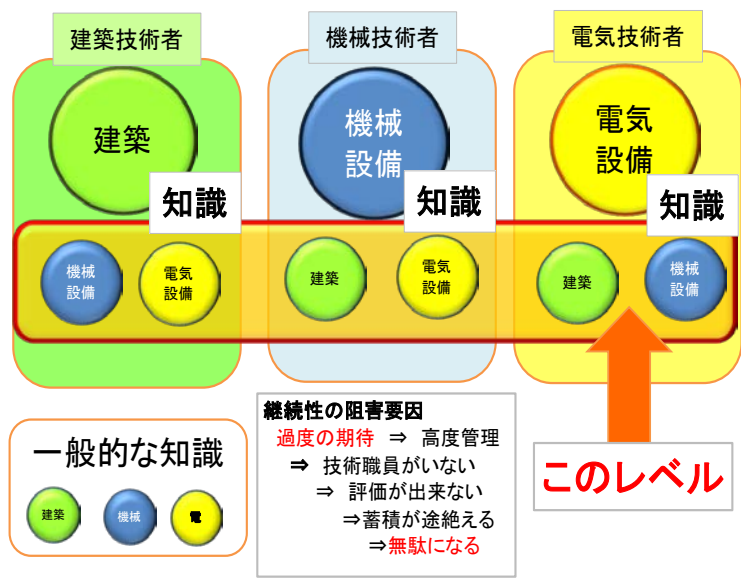 建築技術者
機械技術者
電気技術者
建築
機械
設備
電気
設備
知識
知識
知識
機械
設備
電気
設備
建築
電気
設備
建築
機械
設備
一般的な知識
建築
機械
電
継続性の阻害要因
過度の期待 ⇒ 高度管理
⇒ 技術職員がいない
⇒ 評価が出来ない
⇒蓄積が途絶える
⇒無駄になる
このレベル